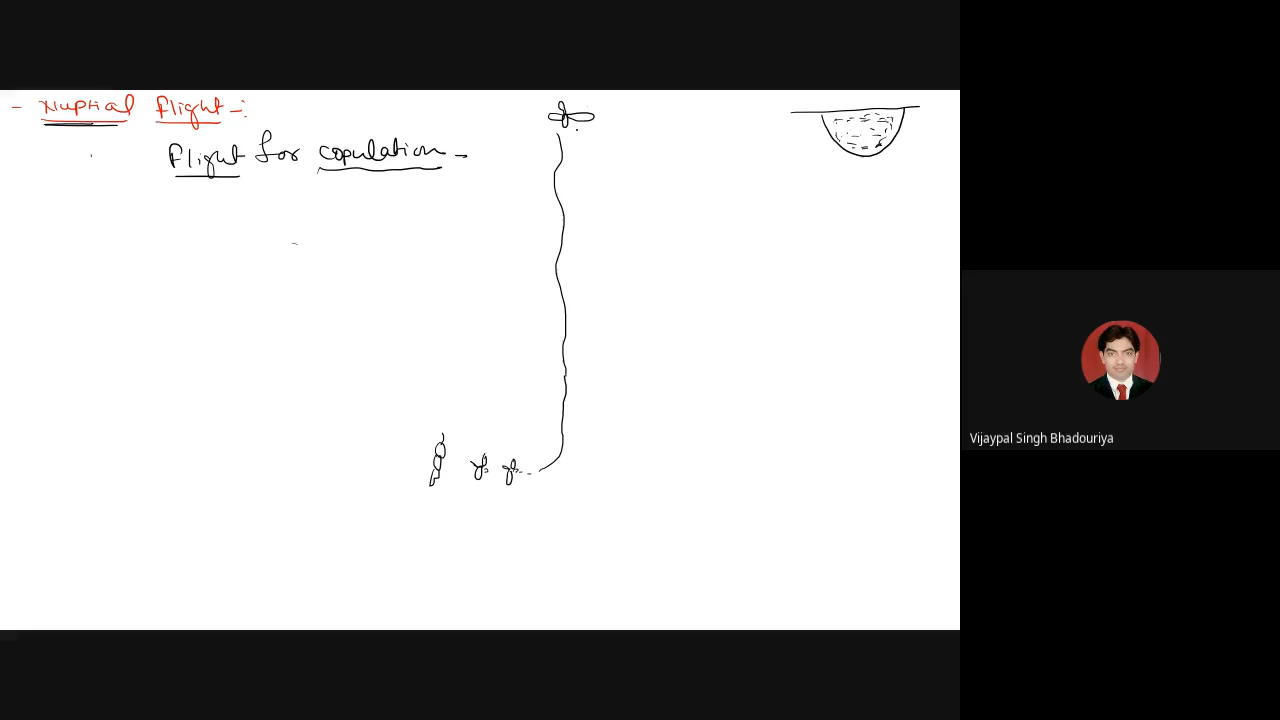 - Nuptial flight -:
flight for copulation -
Vijaypal Singh Bhadouriya